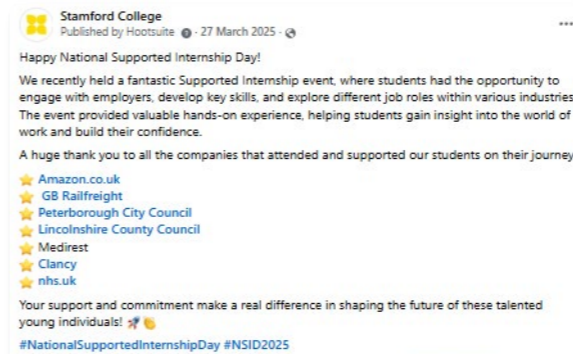 Stamford College
Published by Hootsuite · 27 March 2025 ·
Happy National Supported Internship Day!
We recently held a fantastic Supported Internship event, where students had the opportunity to
engage with employers, develop key skills, and explore different job roles within various industries
The event provided valuable hands-on experience, helping students gain insight into the world of
work and build their confidence.
A huge thank you to all the companies that attended and supported our students on their journey
⭐ Amazon.co.uk
⭐ GB Railfreight
⭐ Peterborough City Council
⭐ Lincolnshire County Council
⭐ Medirest
⭐ Clancy
⭐ nhs.uk
Your support and commitment make a real difference in shaping the future of these talented
young individuals! 🚀👏
#NationalSupportedInternshipDay #NSID2025